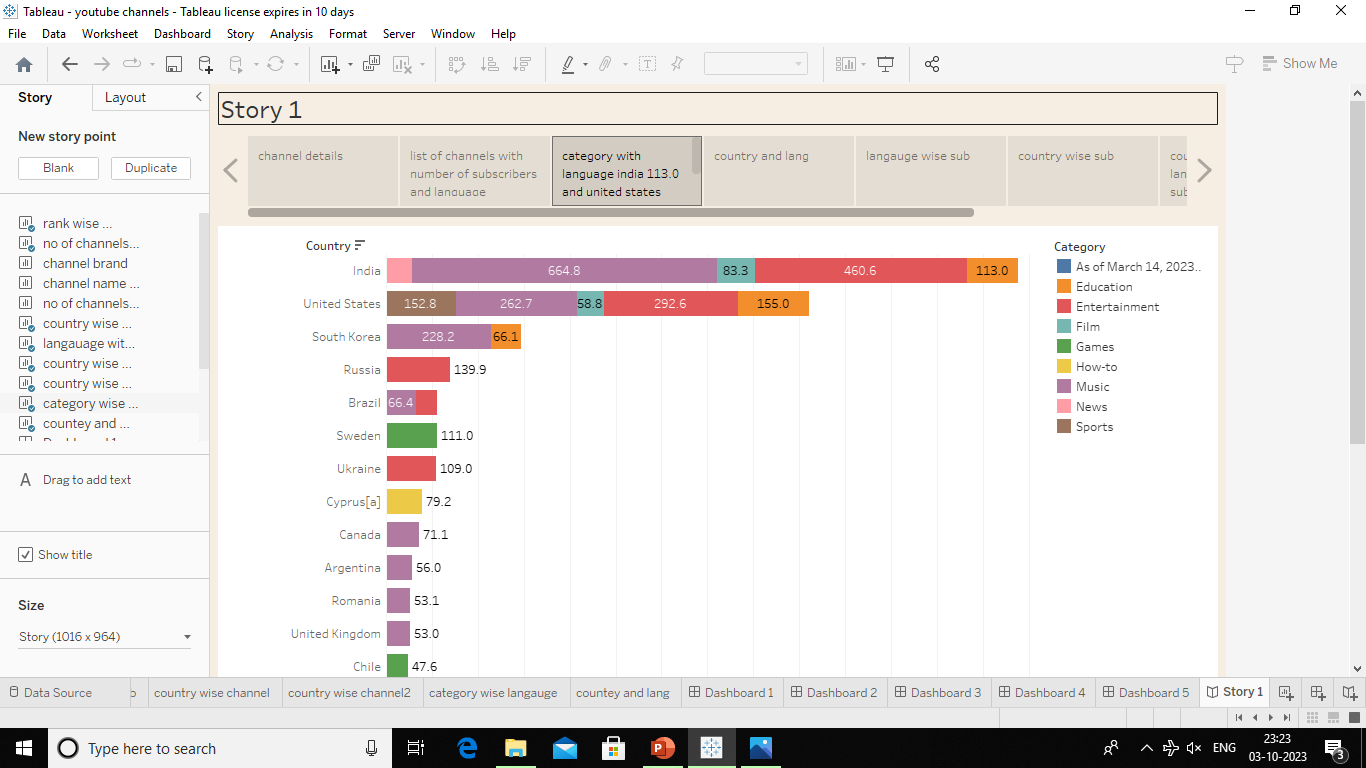 Tableau - youtube channels - Tableau license expires in 10 days
File Data Worksheet Dashboard Story Analysis Format Server Window Help
Show Me
Story Layout
New story point
Blank Duplicate
rank wise ...
no of channels...
channel brand
channel name ...
no of channels...
country wise ...
langauage wit...
country wise ...
country wise ...
category wise ...
countey and ...
A Drag to add text
Show title
Size
Story (1016 x 964)
Story 1
channel details
list of channels with
number of subscribers
and language
category with
language india 113.0
and united states
country and lang
langauge wise sub
country wise sub
Country
India 664.8 83.3 460.6 113.0
United States 152.8 262.7 58.8 292.6 155.0
South Korea 228.2 66.1
Russia 139.9
Brazil 66.4
Sweden 111.0
Ukraine 109.0
Cyprus[a] 79.2
Canada 71.1
Argentina 56.0
Romania 53.1
United Kingdom 53.0
Chile 47.6
Category
As of March 14, 2023..
Education
Entertainment
Film
Games
How-to
Music
News
Sports
Data Source country wise channel country wise channel2 category wise langauge countey and lang Dashboard 1 Dashboard 2 Dashboard 3 Dashboard 4 Dashboard 5 Story 1
Type here to search
ENG
23:23
03-10-2023
3